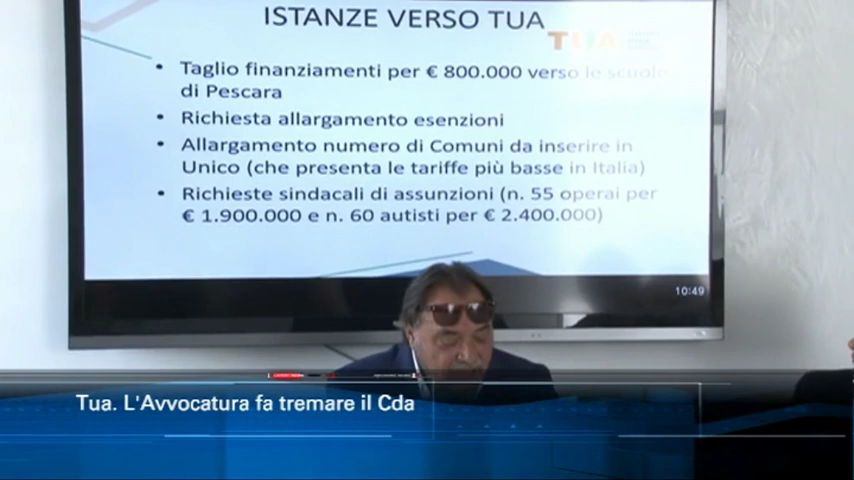 ISTANZE VERSO TUA
TUA
• Taglio finanziamenti per € 800.000 verso le scuole
di Pescara
• Richiesta allargamento esenzioni
• Allargamento numero di Comuni da inserire in
Unico (che presenta le tariffe più basse in Italia)
• Richieste sindacali di assunzioni (n. 55 operai per
€ 1.900.000 e n. 60 autisti per € 2.400.000)
10:49
Tua. L'Avvocatura fa tremare il Cda